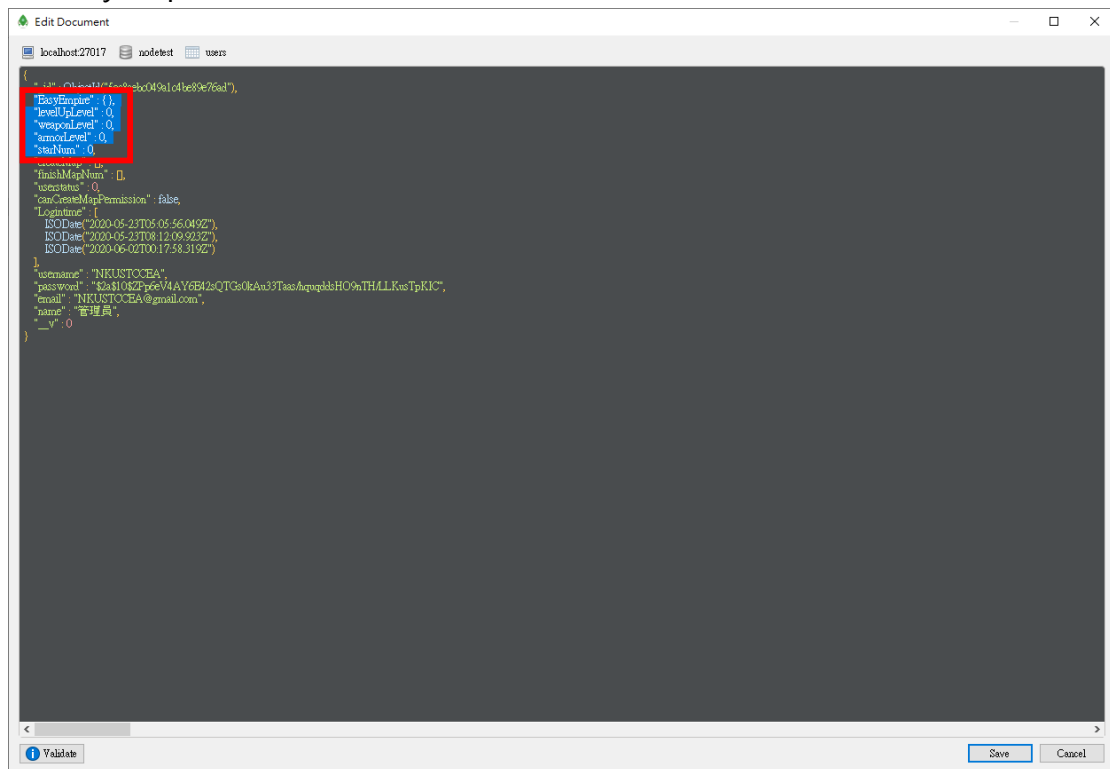 Edit Document
localhost:27017 nodetest users
{
"EasyEmpire" : { },
"levelUpLevel" : 0,
"weaponLevel" : 0,
"armorLevel" : 0,
"starNum" : 0,
"finishMapNum" : [],
"userstatus" : 0,
"canCreateMapPermission" : false,
"Logintime" : [
ISODate("2020-05-23T05:05:56.049Z"),
ISODate("2020-05-23T08:12:09.923Z"),
ISODate("2020-06-02T00:17:58.319Z")
],
"username" : "NKUSTCCEA",
"password" :
"email" : "NKUSTCCEA@gmail.com",
"name" : "管理員",
"__v" : 0
}
Validate Save Cancel